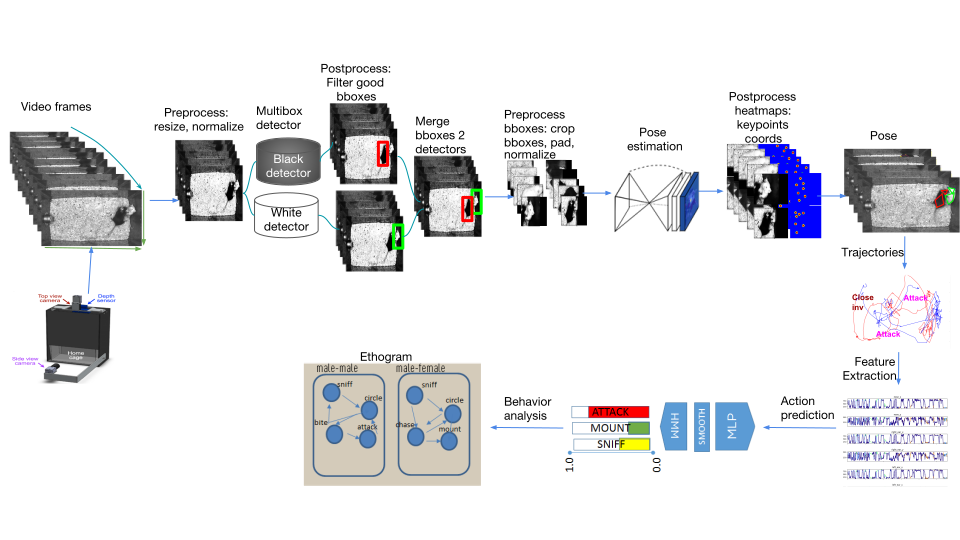 Video frames
Preprocess:
resize, normalize
Multibox
detector
Black
detector
White
detector
Postprocess:
Filter good
bboxes
Merge
bboxes 2
detectors
Preprocess
bboxes: crop
bboxes, pad,
normalize
Pose
estimation
Postprocess
heatmaps:
keypoints
coords
Pose
Top view
camera
Depth
sensor
Home
cage
Side view
camera
Trajectories
Close
inv
Attack
Attack
Feature
Extraction
Action
prediction
MLP
SMOOTH
HMM
ATTACK
MOUNT
SNIFF
1.0
0.0
Behavior
analysis
Ethogram
male-male
sniff
circle
bite
attack
male-female
sniff
circle
chase
mount